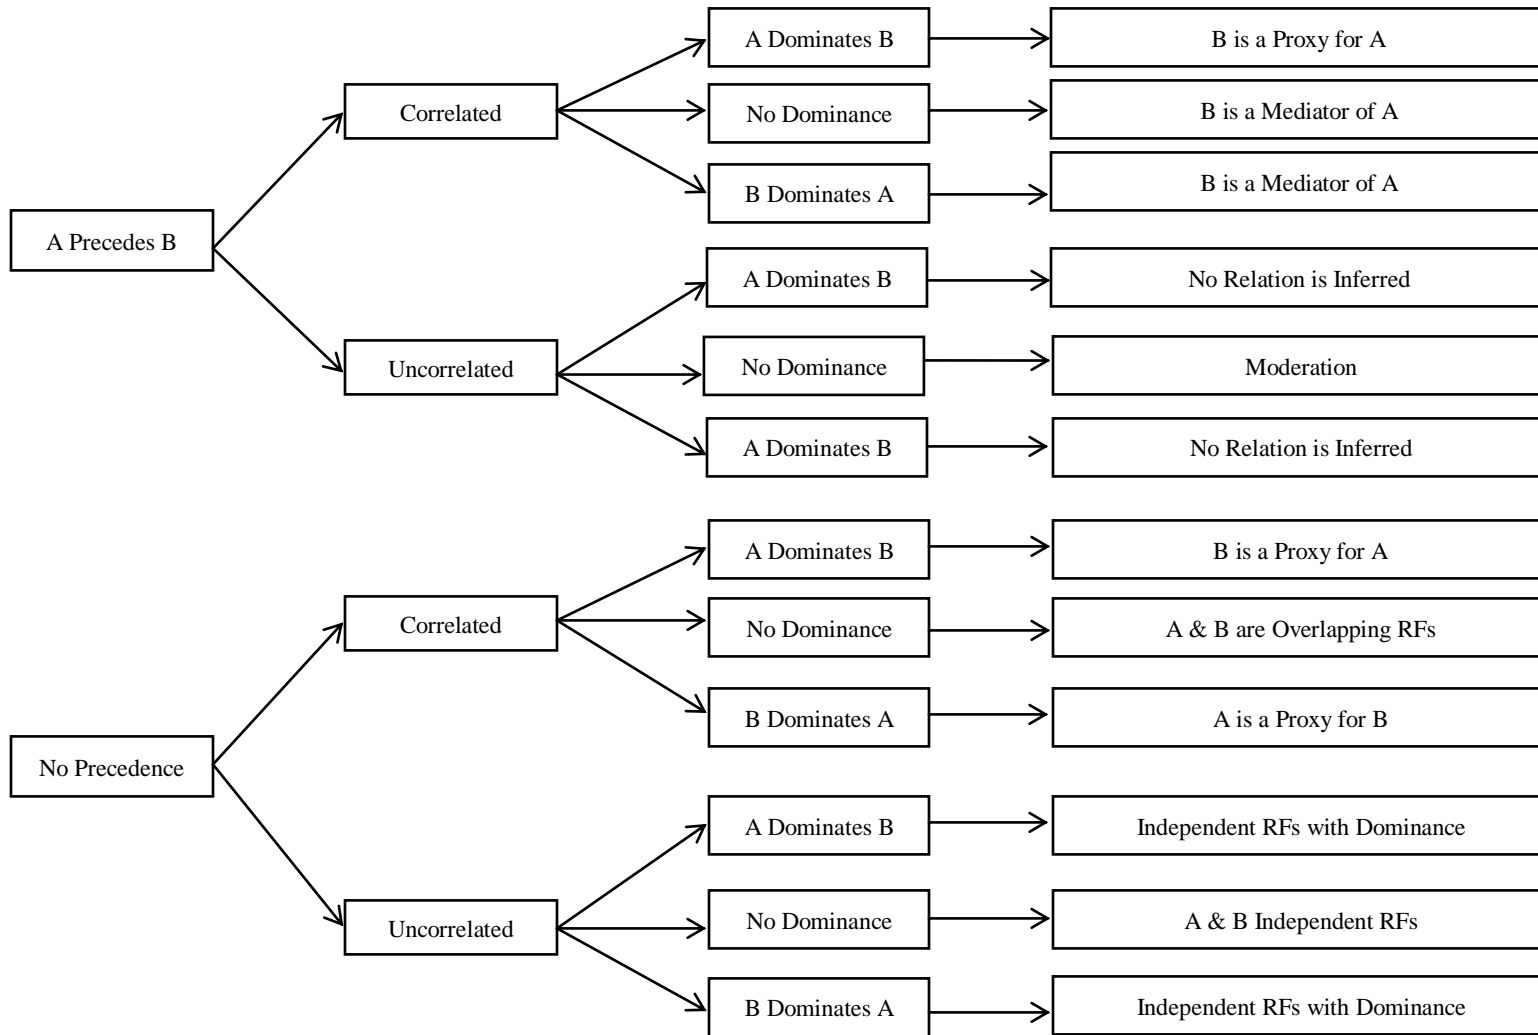 A Dominates B
B is a Proxy for A
Correlated
No Dominance
B is a Mediator of A
B Dominates A
B is a Mediator of A
A Precedes B
A Dominates B
No Relation is Inferred
Uncorrelated
No Dominance
Moderation
A Dominates B
No Relation is Inferred
A Dominates B
B is a Proxy for A
Correlated
No Dominance
A & B are Overlapping RFs
B Dominates A
A is a Proxy for B
No Precedence
A Dominates B
Independent RFs with Dominance
Uncorrelated
No Dominance
A & B Independent RFs
B Dominates A
Independent RFs with Dominance